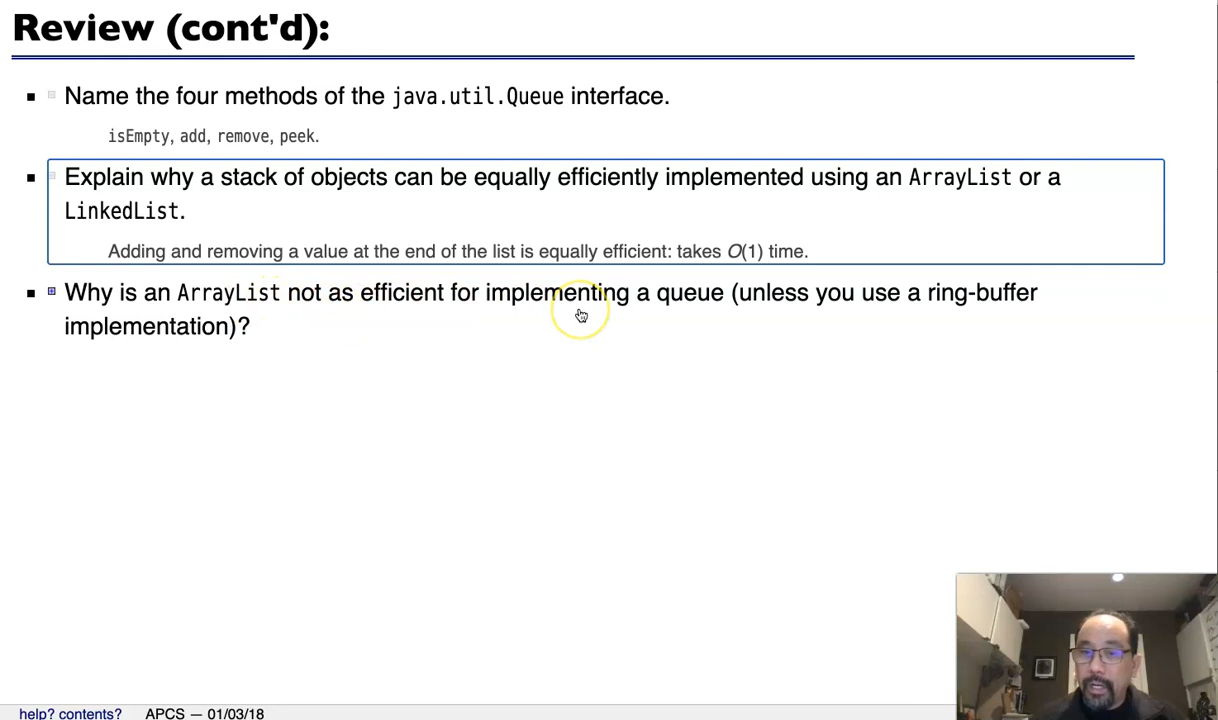 Review (cont'd):
Name the four methods of the java.util.Queue interface.
isEmpty, add, remove, peek.
Explain why a stack of objects can be equally efficiently implemented using an ArrayList or a
LinkedList.
Adding and removing a value at the end of the list is equally efficient: takes O(1) time.
Why is an ArrayList not as efficient for implementing a queue (unless you use a ring-buffer
implementation)?
help? contents? APCS — 01/03/18